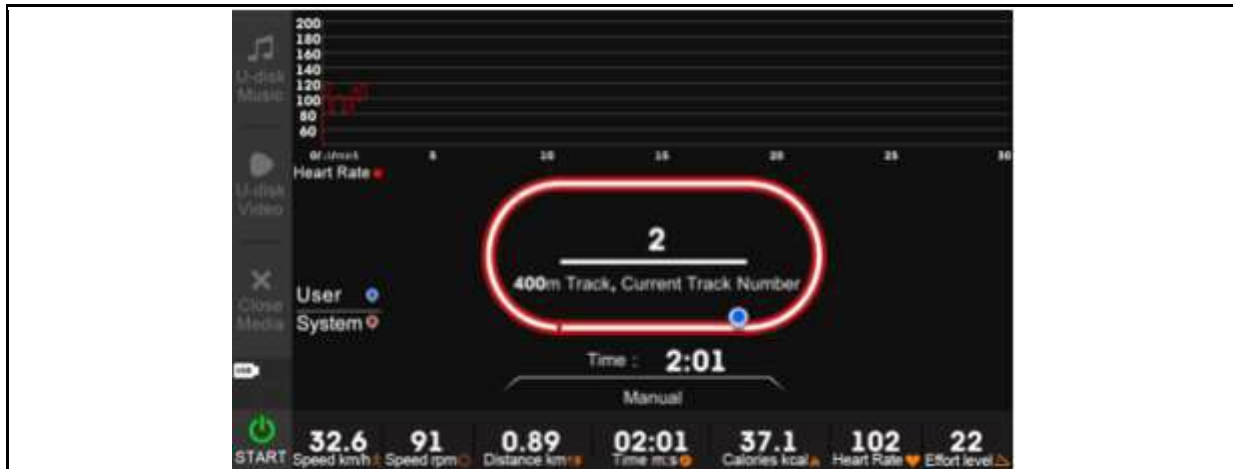 200
180
160
140
120
100
80
60
5 10 15 20 25 30
Heart Rate
U-disk
Music
U-disk
Video
Close
Media
2
400m Track, Current Track Number
User
System
Time : 2:01
Manual
START
32.6 91 0.89 02:01 37.1 102 22
Speed km/h Speed rpm Distance km Time m:s Calories kcal Heart Rate Effort level